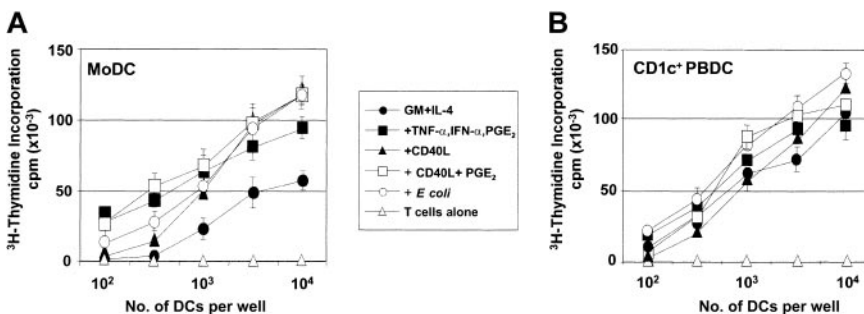 A
MoDC
³H-Thymidine Incorporation
cpm (x10⁻³)
150
100
50
0
10²
10³
10⁴
No. of DCs per well
GM+IL-4
+TNF-α,IFN-α,PGE₂
+CD40L
+ CD40L+ PGE₂
+ E coli
T cells alone
B
CD1c⁺ PBDC
³H-Thymidine Incorporation
cpm (x10⁻³)
150
100
50
0
10²
10³
10⁴
No. of DCs per well